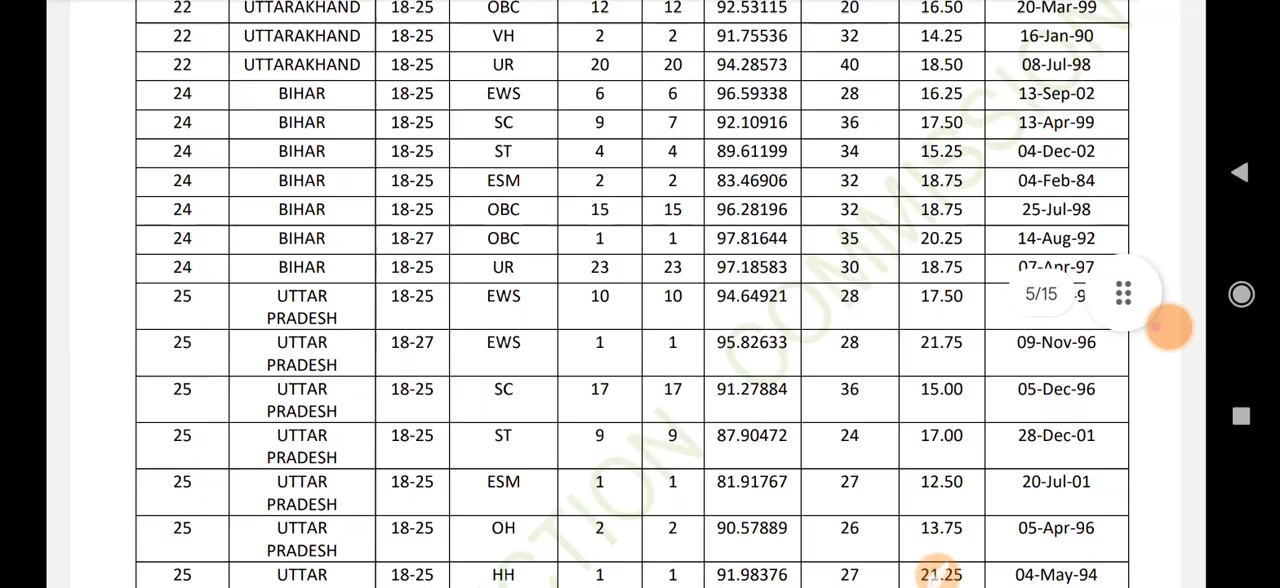 22 UTTARAKHAND 18-25 OBC 12 12 92.53115 20 16.50 20-Mar-99
22 UTTARAKHAND 18-25 VH 2 2 91.75536 32 14.25 16-Jan-90
22 UTTARAKHAND 18-25 UR 20 20 94.28573 40 18.50 08-Jul-98
24 BIHAR 18-25 EWS 6 6 96.59338 28 16.25 13-Sep-02
24 BIHAR 18-25 SC 9 7 92.10916 36 17.50 13-Apr-99
24 BIHAR 18-25 ST 4 4 89.61199 34 15.25 04-Dec-02
24 BIHAR 18-25 ESM 2 2 83.46906 32 18.75 04-Feb-84
24 BIHAR 18-25 OBC 15 15 96.28196 32 18.75 25-Jul-98
24 BIHAR 18-27 OBC 1 1 97.81644 35 20.25 14-Aug-92
24 BIHAR 18-25 UR 23 23 97.18583 30 18.75 07-Apr-97
25 UTTAR 18-25 EWS 10 10 94.64921 28 17.50
PRADESH
5/15
25 UTTAR 18-27 EWS 1 1 95.82633 28 21.75 09-Nov-96
PRADESH
25 UTTAR 18-25 SC 17 17 91.27884 36 15.00 05-Dec-96
PRADESH
25 UTTAR 18-25 ST 9 9 87.90472 24 17.00 28-Dec-01
PRADESH
25 UTTAR 18-25 ESM 1 1 81.91767 27 12.50 20-Jul-01
PRADESH
25 UTTAR 18-25 OH 2 2 90.57889 26 13.75 05-Apr-96
PRADESH
25 UTTAR 18-25 HH 1 1 91.98376 27 21.25 04-May-94
CTION COMMISSION